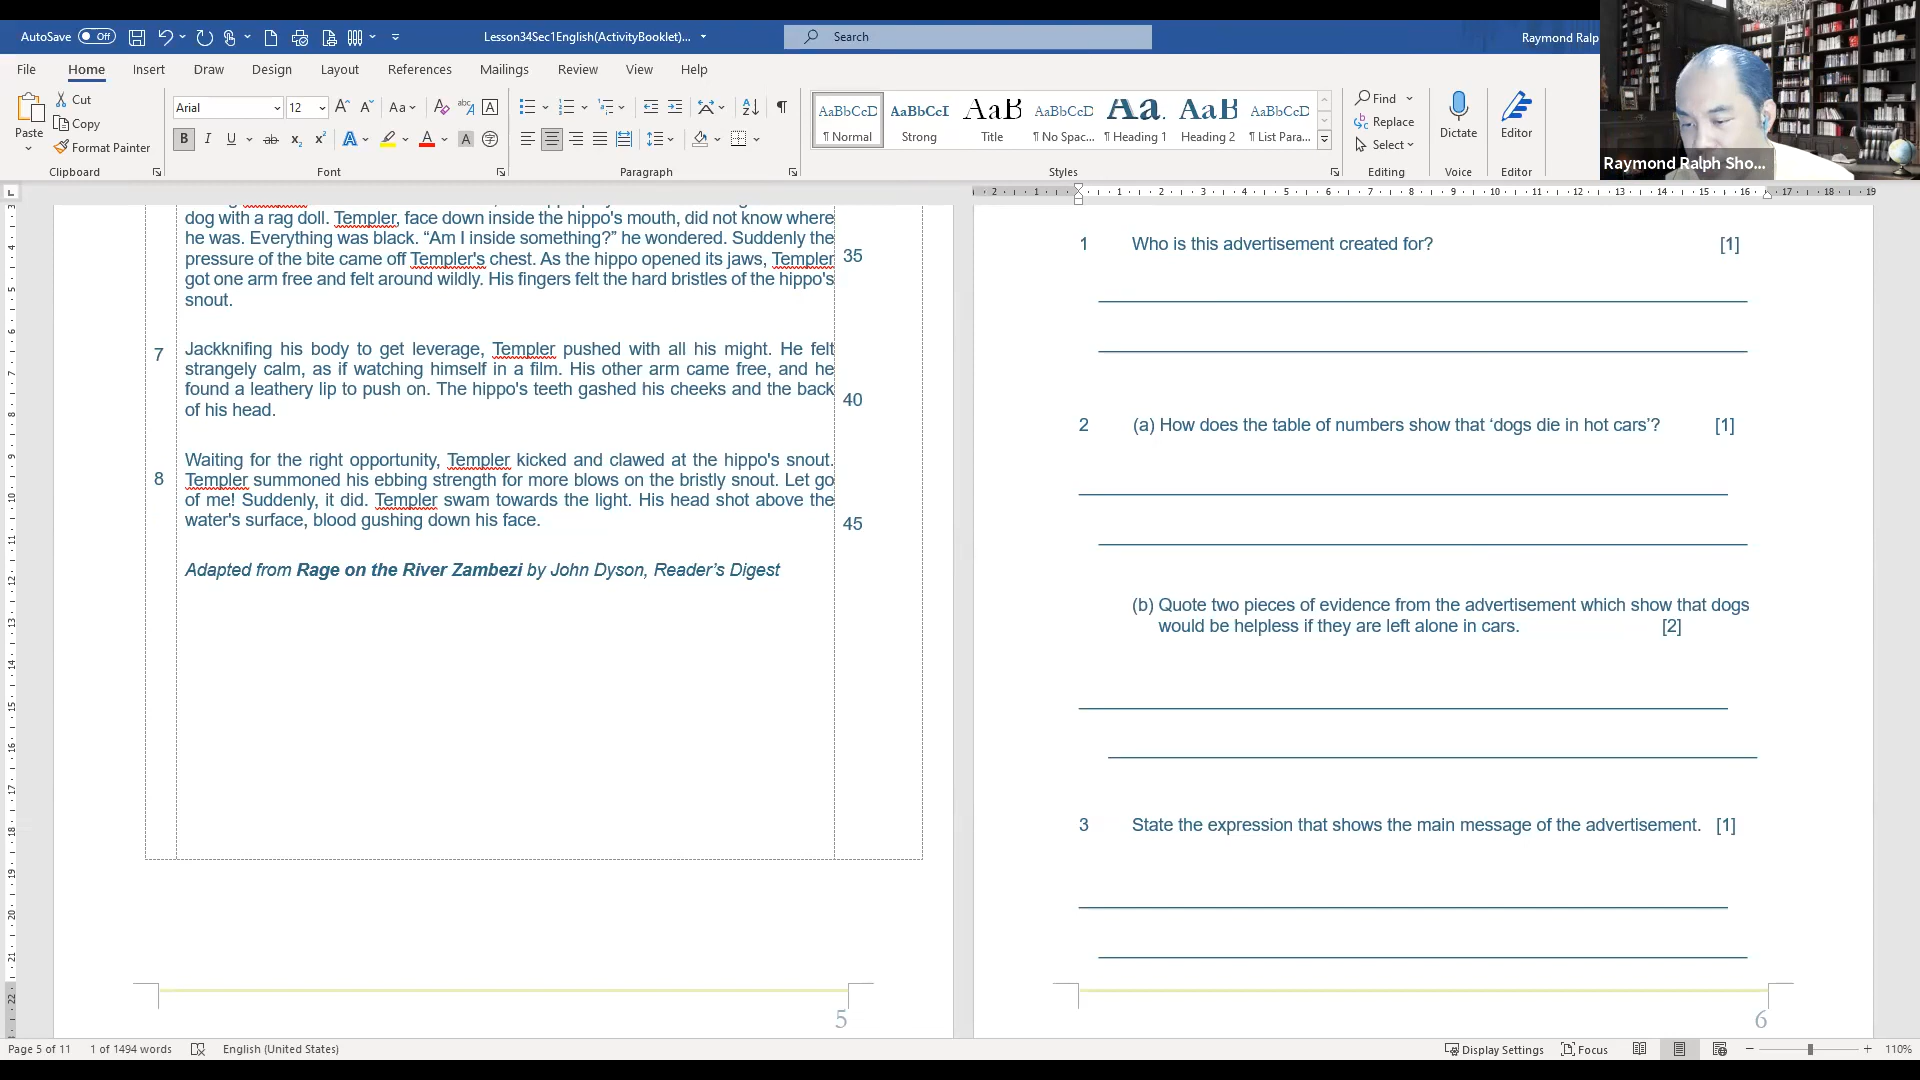 AutoSave Off
Lesson34Sec1English(ActivityBooklet)...
Search
Raymond Ralp
File Home Insert Draw Design Layout References Mailings Review View Help
Paste
Cut
Copy
Format Painter
Clipboard
Arial 12
Font
Paragraph
AaBbCcD AaBbCcI AaB AaBbCcD Aa. AaBb AaBbCcD
¶ Normal Strong Title ¶ No Spac... ¶ Heading 1 Heading 2 ¶ List Para...
Styles
Find
Replace
Select
Editing
Dictate
Voice
Editor
Editor
Raymond Ralph Sho...
dog with a rag doll. Templer, face down inside the hippo's mouth, did not know where
he was. Everything was black. “Am I inside something?” he wondered. Suddenly the
pressure of the bite came off Templer's chest. As the hippo opened its jaws, Templer 35
got one arm free and felt around wildly. His fingers felt the hard bristles of the hippo's
snout.
7 Jackknifing his body to get leverage, Templer pushed with all his might. He felt
strangely calm, as if watching himself in a film. His other arm came free, and he
found a leathery lip to push on. The hippo's teeth gashed his cheeks and the back 40
of his head.
Waiting for the right opportunity, Templer kicked and clawed at the hippo's snout.
8 Templer summoned his ebbing strength for more blows on the bristly snout. Let go
of me! Suddenly, it did. Templer swam towards the light. His head shot above the
water's surface, blood gushing down his face. 45
Adapted from Rage on the River Zambezi by John Dyson, Reader’s Digest
5
1 Who is this advertisement created for? [1]
2 (a) How does the table of numbers show that ‘dogs die in hot cars’? [1]
(b) Quote two pieces of evidence from the advertisement which show that dogs
would be helpless if they are left alone in cars. [2]
3 State the expression that shows the main message of the advertisement. [1]
6
Page 5 of 11 1 of 1494 words English (United States)
Display Settings Focus 110%